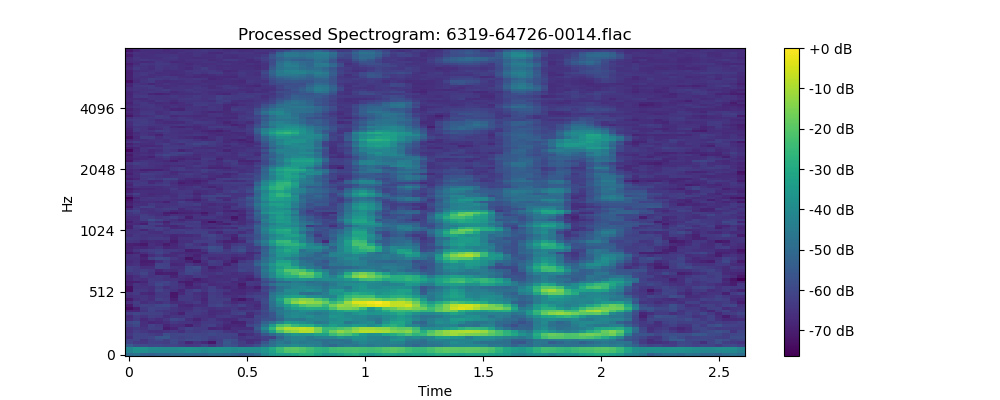 Processed Spectrogram: 6319-64726-0014.flac
Hz
4096
2048
1024
512
0
0
0.5
1
1.5
2
2.5
Time
+0 dB
-10 dB
-20 dB
-30 dB
-40 dB
-50 dB
-60 dB
-70 dB